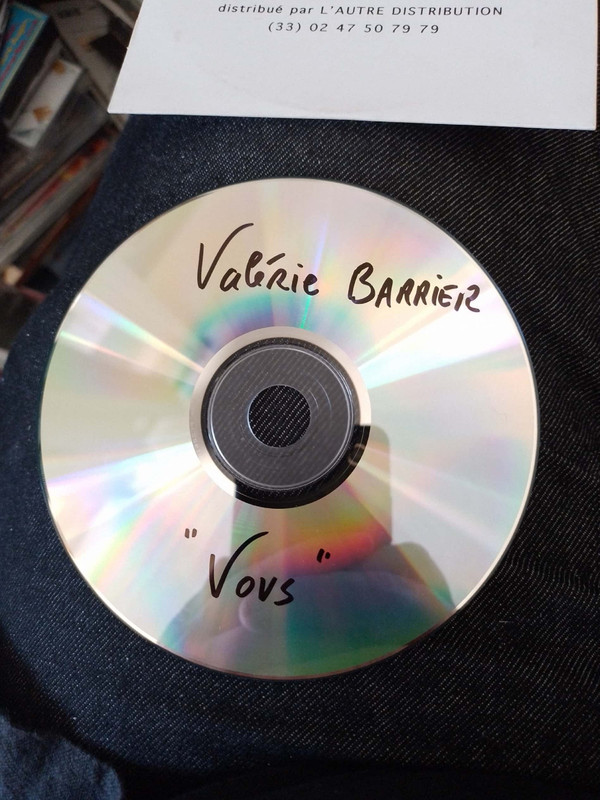 distribué par L'AUTRE DISTRIBUTION
(33) 02 47 50 79 79
Valérie BARRIER
"Vous"